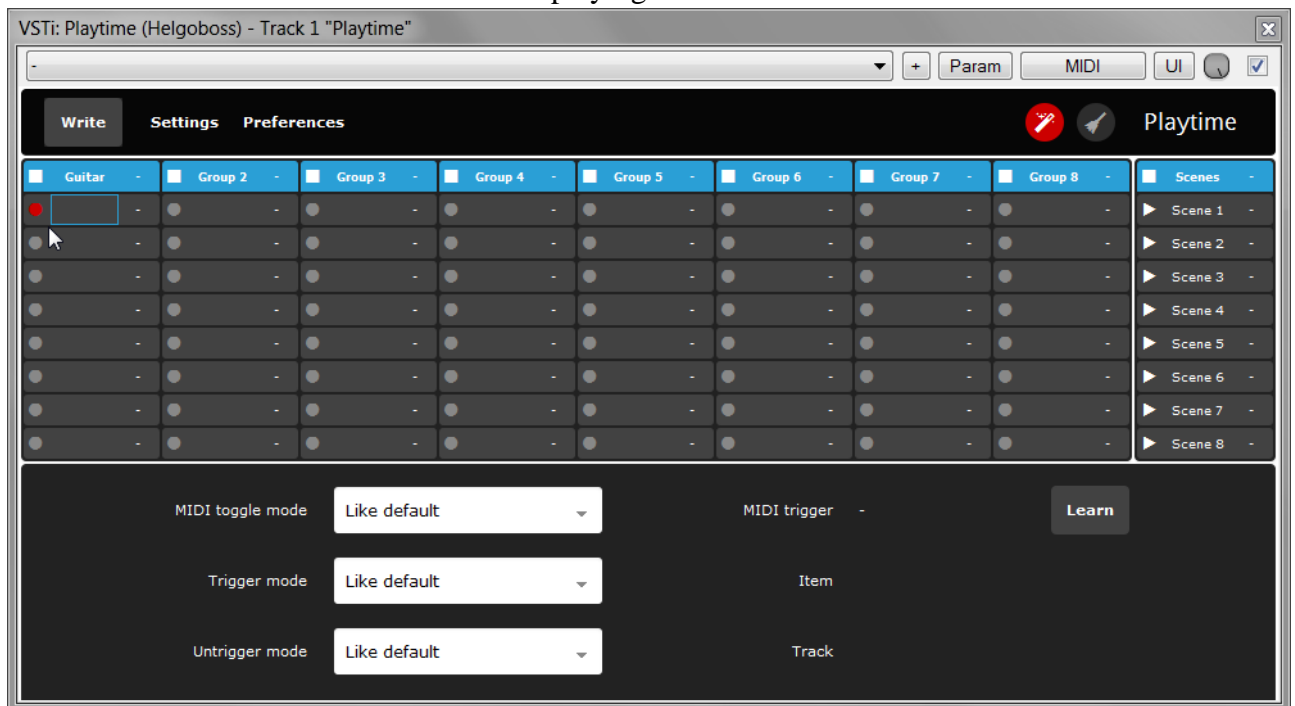 VSTi: Playtime (Helgoboss) - Track 1 "Playtime"
- + Param MIDI UI
Write Settings Preferences Playtime
Guitar - Group 2 - Group 3 - Group 4 - Group 5 - Group 6 - Group 7 - Group 8 - Scenes -
- - - - - - - - Scene 1 -
- - - - - - - - Scene 2 -
- - - - - - - - Scene 3 -
- - - - - - - - Scene 4 -
- - - - - - - - Scene 5 -
- - - - - - - - Scene 6 -
- - - - - - - - Scene 7 -
- - - - - - - - Scene 8 -
MIDI toggle mode Like default MIDI trigger - Learn
Trigger mode Like default Item
Untrigger mode Like default Track